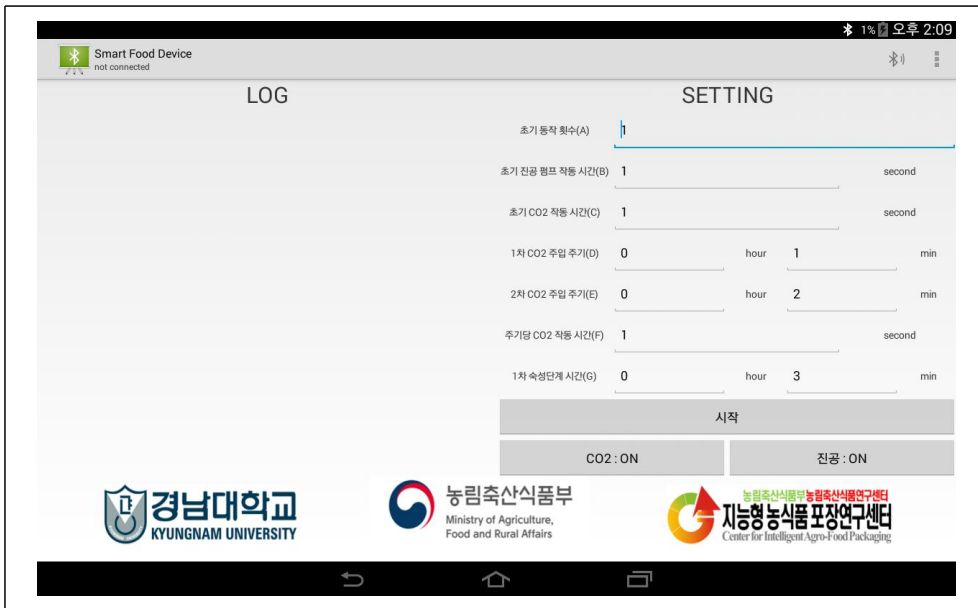 1% 오후 2:09
Smart Food Device
not connected
LOG
SETTING
초기 동작 횟수(A) 1
초기 진공 펌프 작동 시간(B) 1 second
초기 CO2 작동 시간(C) 1 second
1차 CO2 주입 주기(D) 0 hour 1 min
2차 CO2 주입 주기(E) 0 hour 2 min
주기당 CO2 작동 시간(F) 1 second
1차 숙성단계 시간(G) 0 hour 3 min
시작
CO2 : ON 진공 : ON
경남대학교
KYUNGNAM UNIVERSITY
농림축산식품부
Ministry of Agriculture,
Food and Rural Affairs
농림축산식품부농림축산식품연구센터
지능형 농식품 포장연구센터
Center for Intelligent Agro-Food Packaging